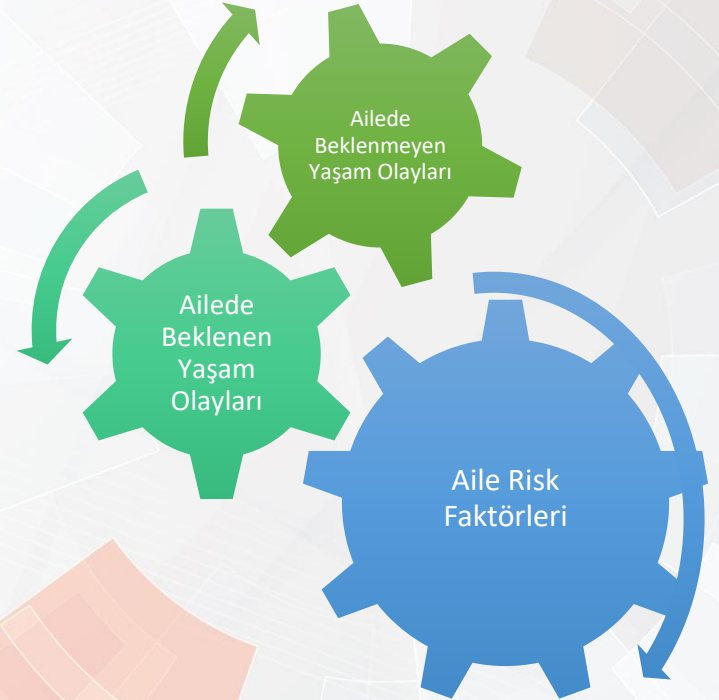 Ailede
Beklenmeyen
Yaşam Olayları
Ailede
Beklenen
Yaşam
Olayları
Aile Risk
Faktörleri